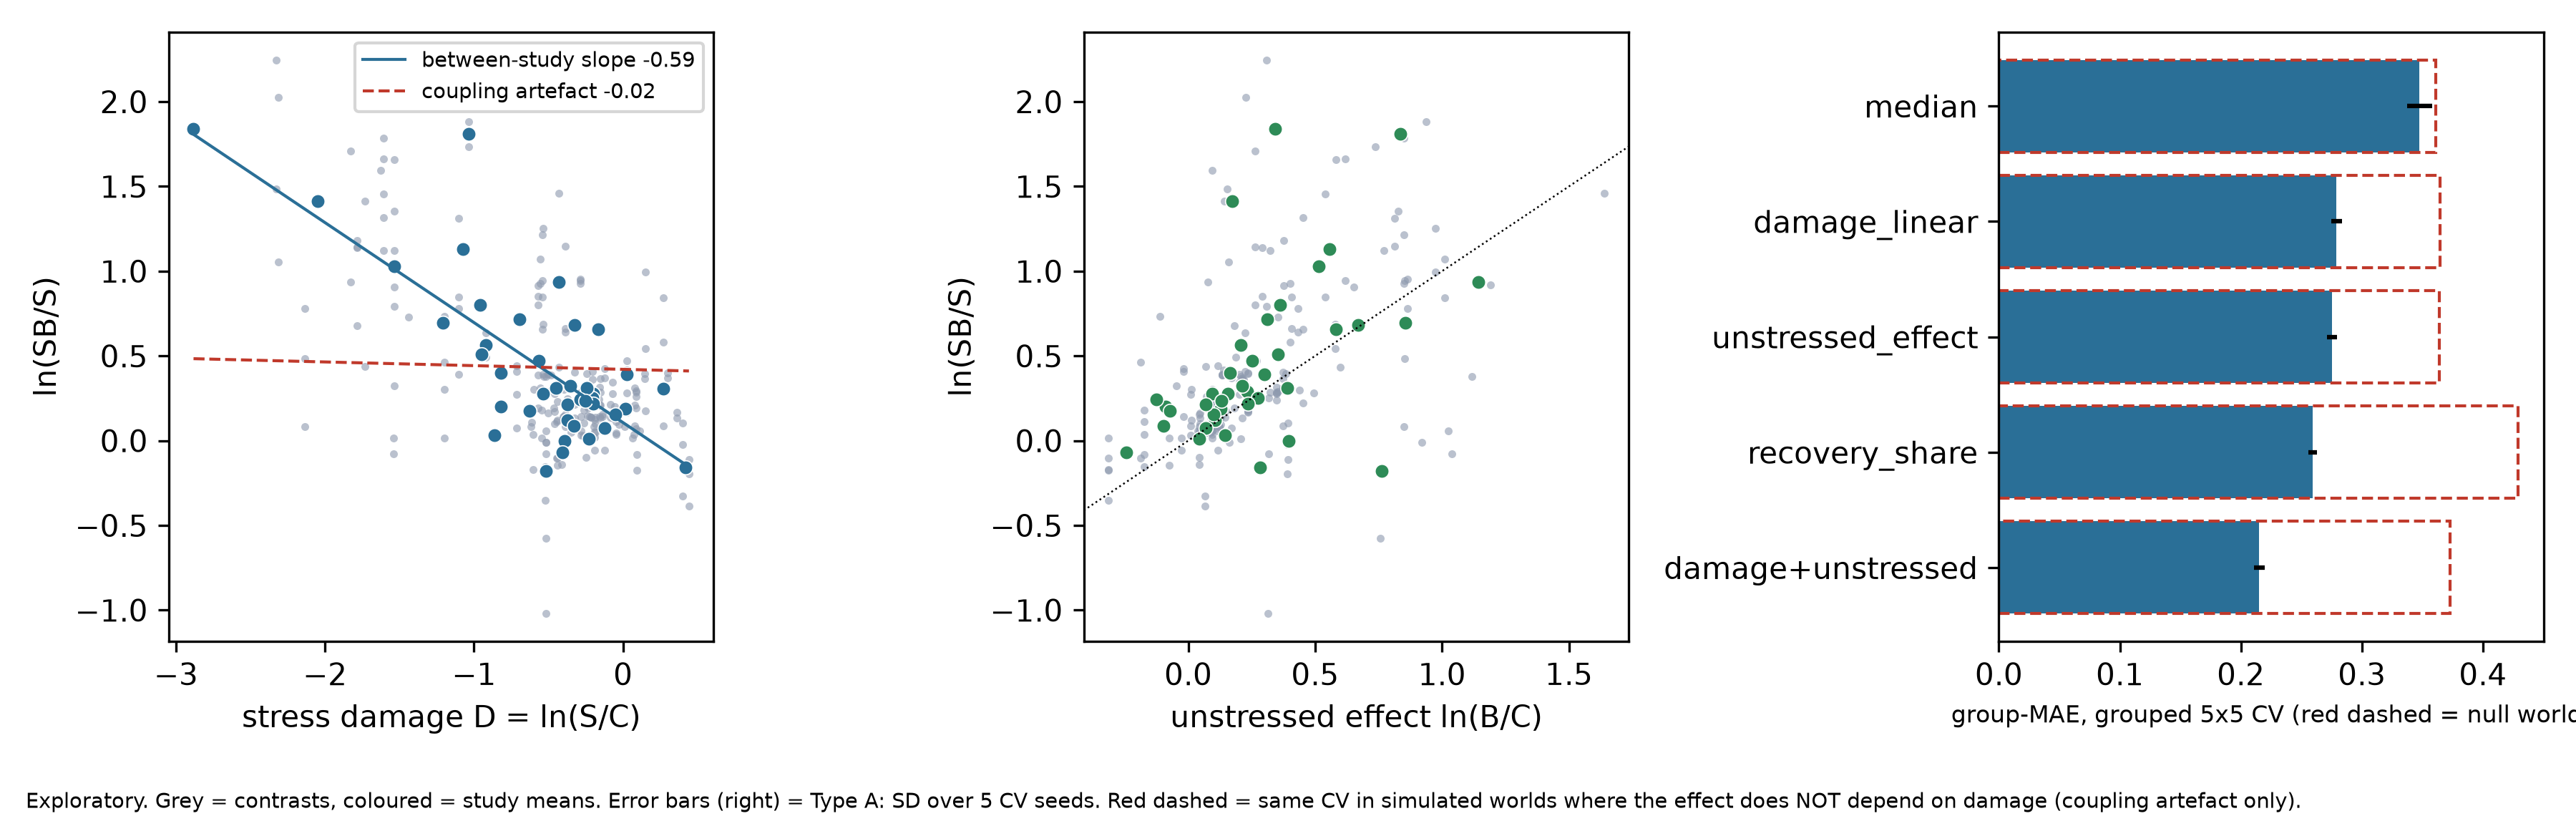 between-study slope -0.59
coupling artefact -0.02
2.0
1.5
1.0
0.5
0.0
−0.5
−1.0
ln(SB/S)
−3
−2
−1
0
stress damage D = ln(S/C)
2.0
1.5
1.0
0.5
0.0
−0.5
−1.0
ln(SB/S)
0.0
0.5
1.0
1.5
unstressed effect ln(B/C)
median
damage_linear
unstressed_effect
recovery_share
damage+unstressed
0.0
0.1
0.2
0.3
0.4
group-MAE, grouped 5x5 CV (red dashed = null
Exploratory. Grey = contrasts, coloured = study means. Error bars (right) = Type A: SD over 5 CV seeds. Red dashed = same CV in simulated worlds where the effect does NOT depend on damage (coupling artefact only).